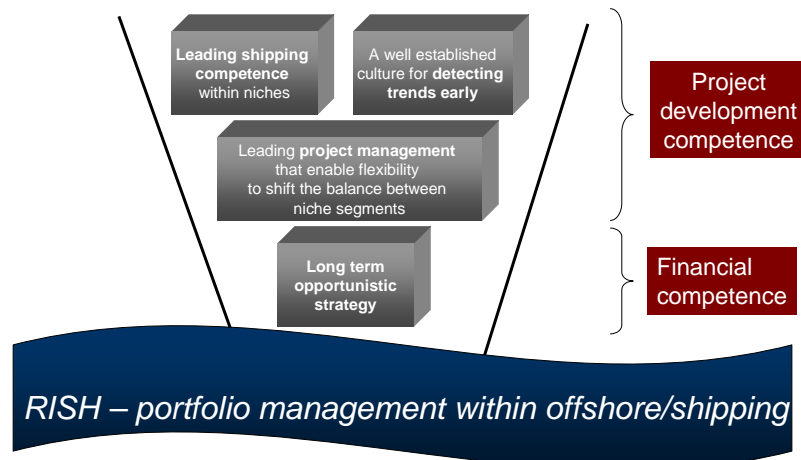 Leading shipping
competence
within niches
A well established
culture for detecting
trends early
Leading project management
that enable flexibility
to shift the balance between
niche segments
Long term
opportunistic
strategy
Project
development
competence
Financial
competence
RISH – portfolio management within offshore/shipping